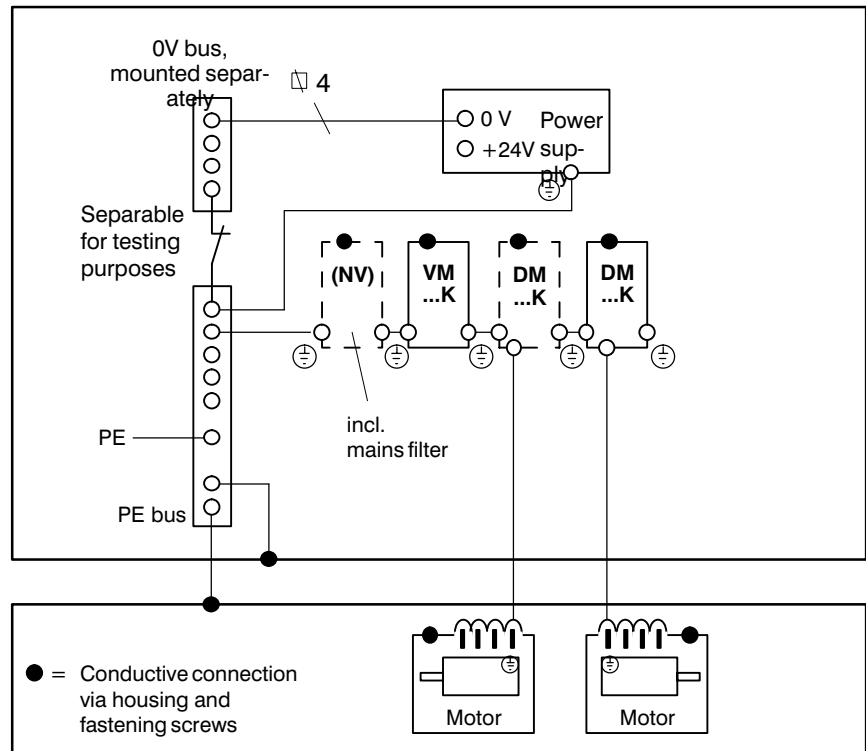 0V bus,
mounted separ-
ately
4
0 V
+24V
Power
sup-
ply
Separable
for testing
purposes
(NV)
VM
...K
DM
...K
DM
...K
incl.
mains filter
PE
PE bus
= Conductive connection
via housing and
fastening screws
Motor
Motor